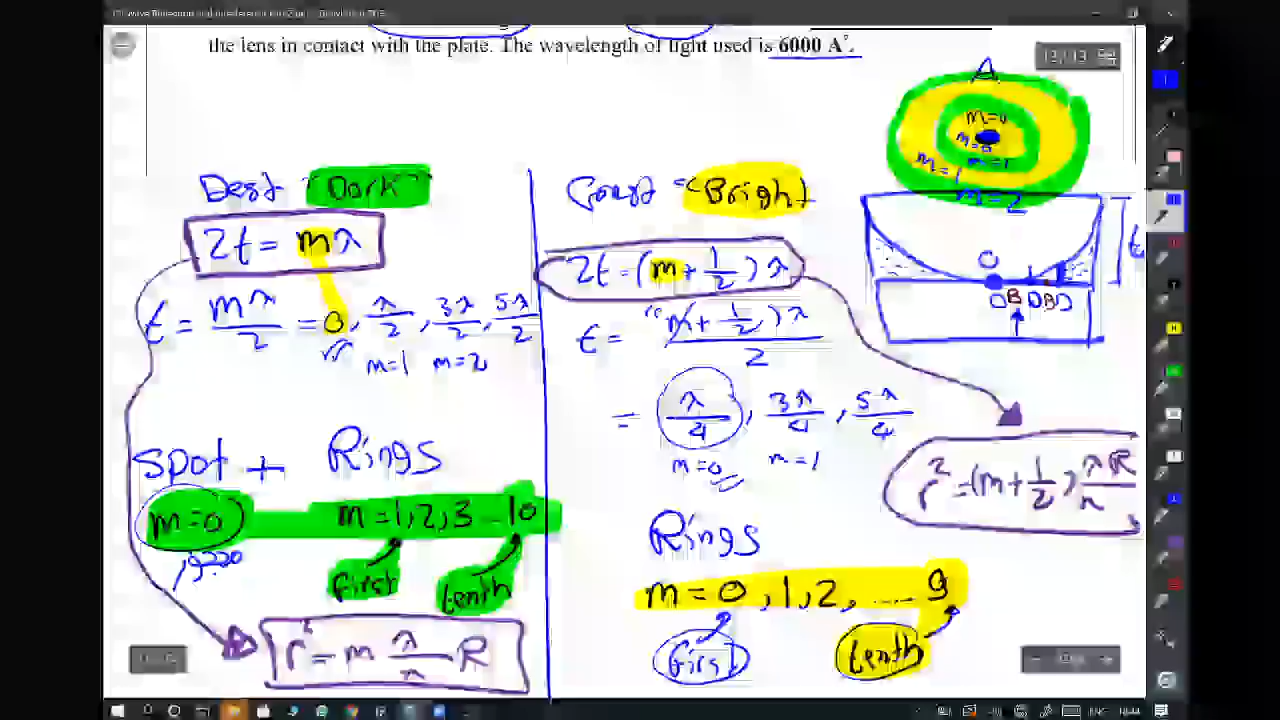 the lens in contact with the plate. The wavelength of light used is 6000 A°.
A
m=0
m=0
m=1
m=1
m=2
Dest "Dark"
2t = mλ
t = mλ/2 = 0, λ/2, 3λ/2, 5λ/2
m=1 m=2
spot + Rings
m=0 m=1,2,3 10
first tenth
r² = m λ/n R
"Bright"
2t = (m+1/2)λ
t = (m+1/2)λ/2
= λ/4, 3λ/4, 5λ/4
m=0 m=1
Rings
m=0,1,2, .... 9
first tenth
O
DBDBD
t
r²=(m+1/2)λR/n